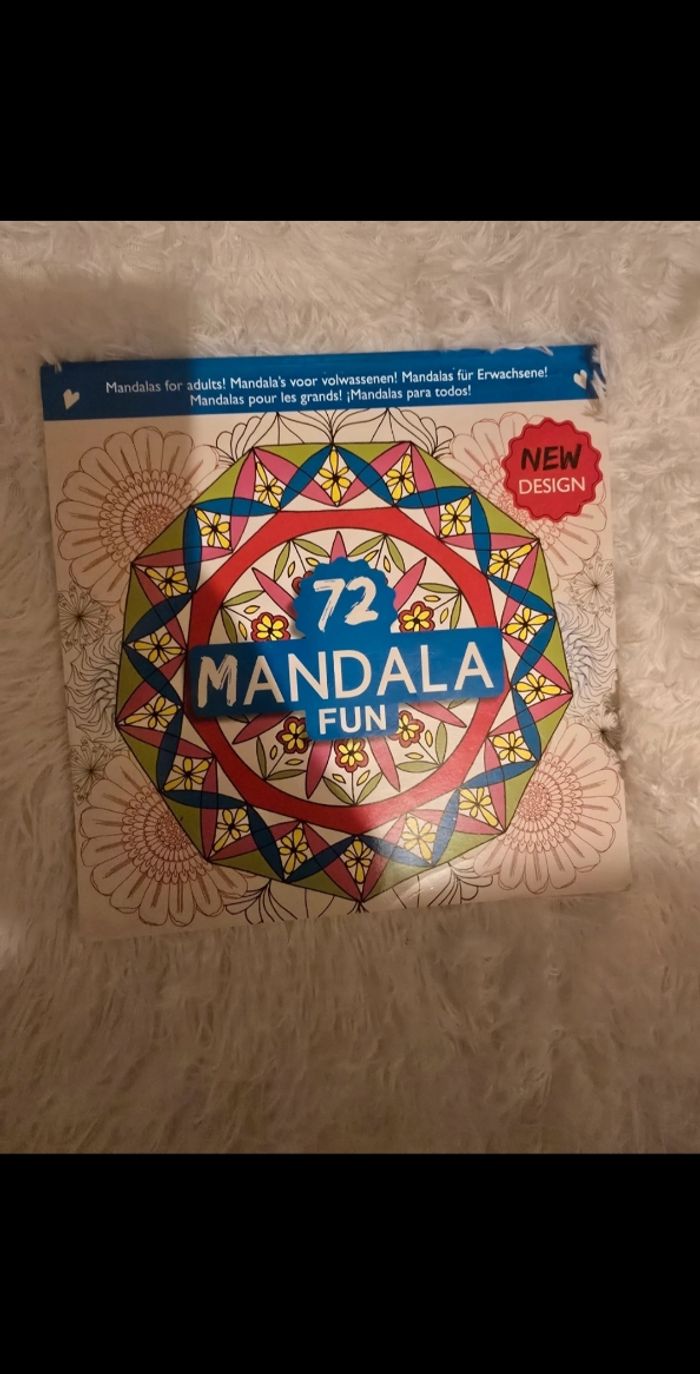 Mandalas for adults! Mandala's voor volwassenen! Mandalas für Erwachsene!
Mandalas pour les grands! ¡Mandalas para todos!
NEW
DESIGN
72
MANDALA
FUN